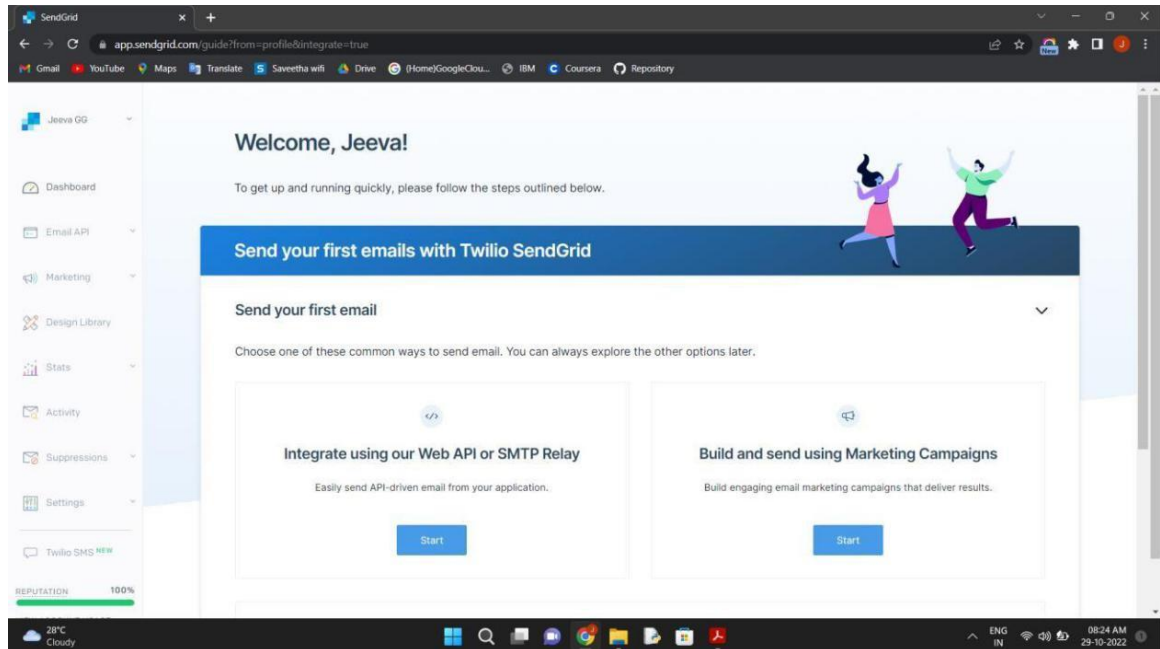 SendGrid
app.sendgrid.com/guide?from=profile&integrate=true
New
J
Gmail YouTube Maps Translate S Saveetha wifi Drive (Home)GoogleClou... IBM C Coursera Repository
Jeeva GG
Dashboard
Email API
Marketing
Design Library
Stats
Activity
Suppressions
Settings
Twilio SMS NEW
REPUTATION 100%
Welcome, Jeeva!
To get up and running quickly, please follow the steps outlined below.
Send your first emails with Twilio SendGrid
Send your first email
Choose one of these common ways to send email. You can always explore the other options later.
Integrate using our Web API or SMTP Relay
Easily send API-driven email from your application.
Start
Build and send using Marketing Campaigns
Build engaging email marketing campaigns that deliver results.
Start
28°C
Cloudy
ENG
IN
08:24 AM
29-10-2022